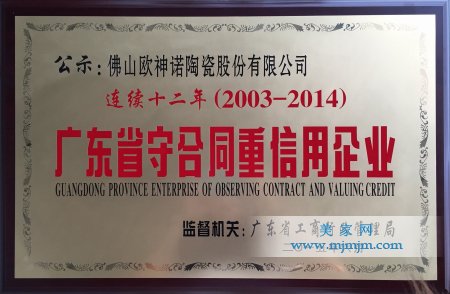 公示：佛山欧神诺陶瓷股份有限公司
连续十二年(2003-2014)
广东省守合同重信用企业
GUANGDONG PROVINCE ENTERPRISE OF OBSERVING CONTRACT AND VALUING CREDIT
监督机关：广东省工商 管理局
美家网
www.mjmjm.com